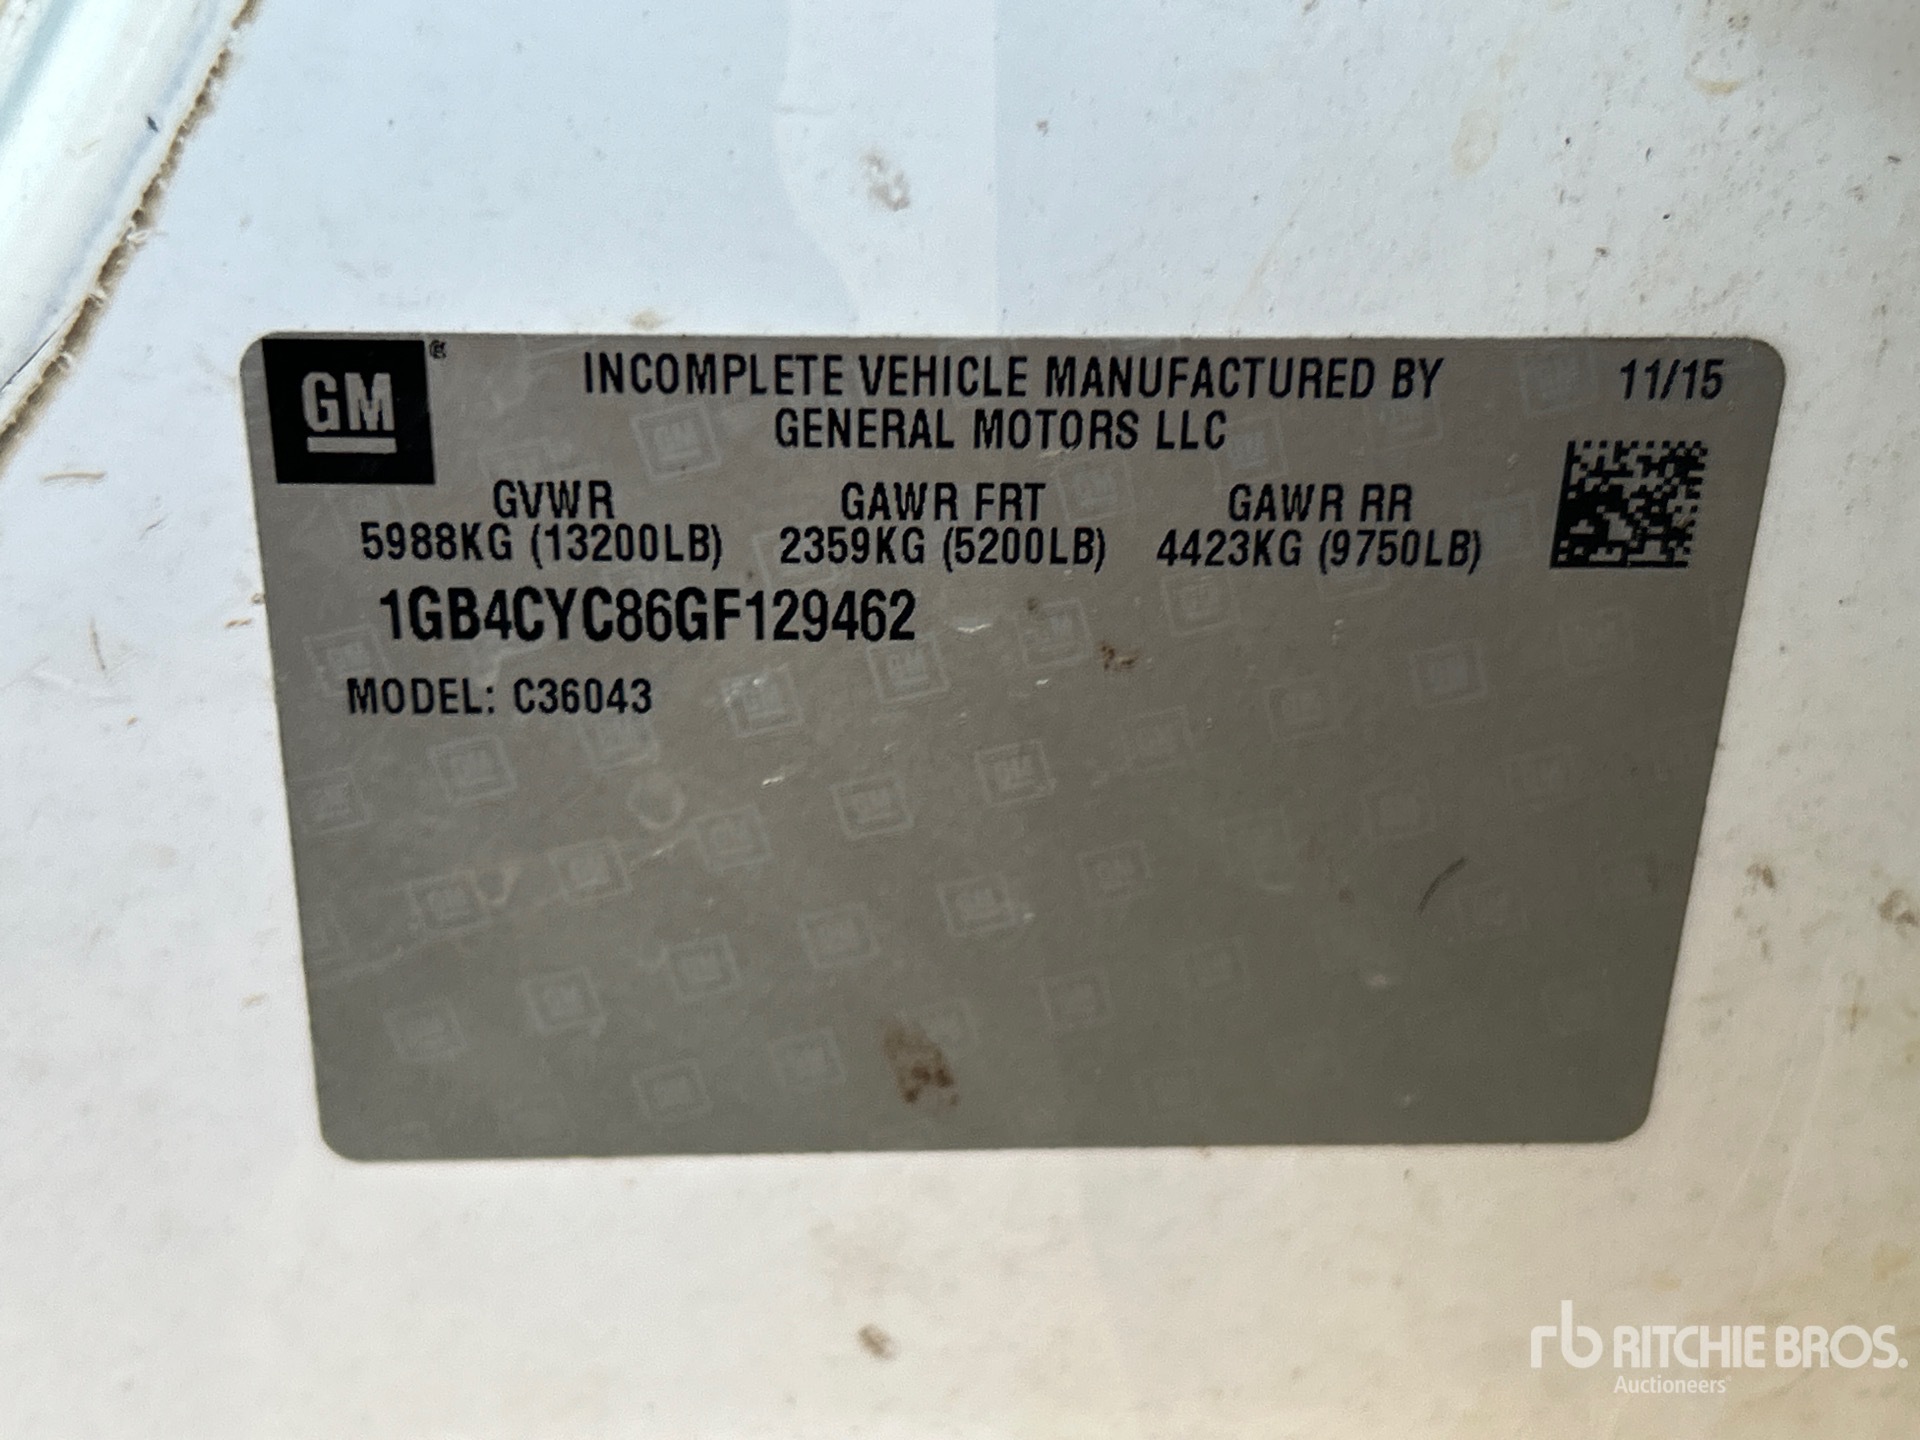 GM
INCOMPLETE VEHICLE MANUFACTURED BY
11/15
GENERAL MOTORS LLC
GVWR GAWR FRT GAWR RR
5988KG (13200LB) 2359KG (5200LB) 4423KG (9750LB)
1GB4CYC86GF129462
MODEL: C36043
rb RITCHIE BROS.
Auctioneers